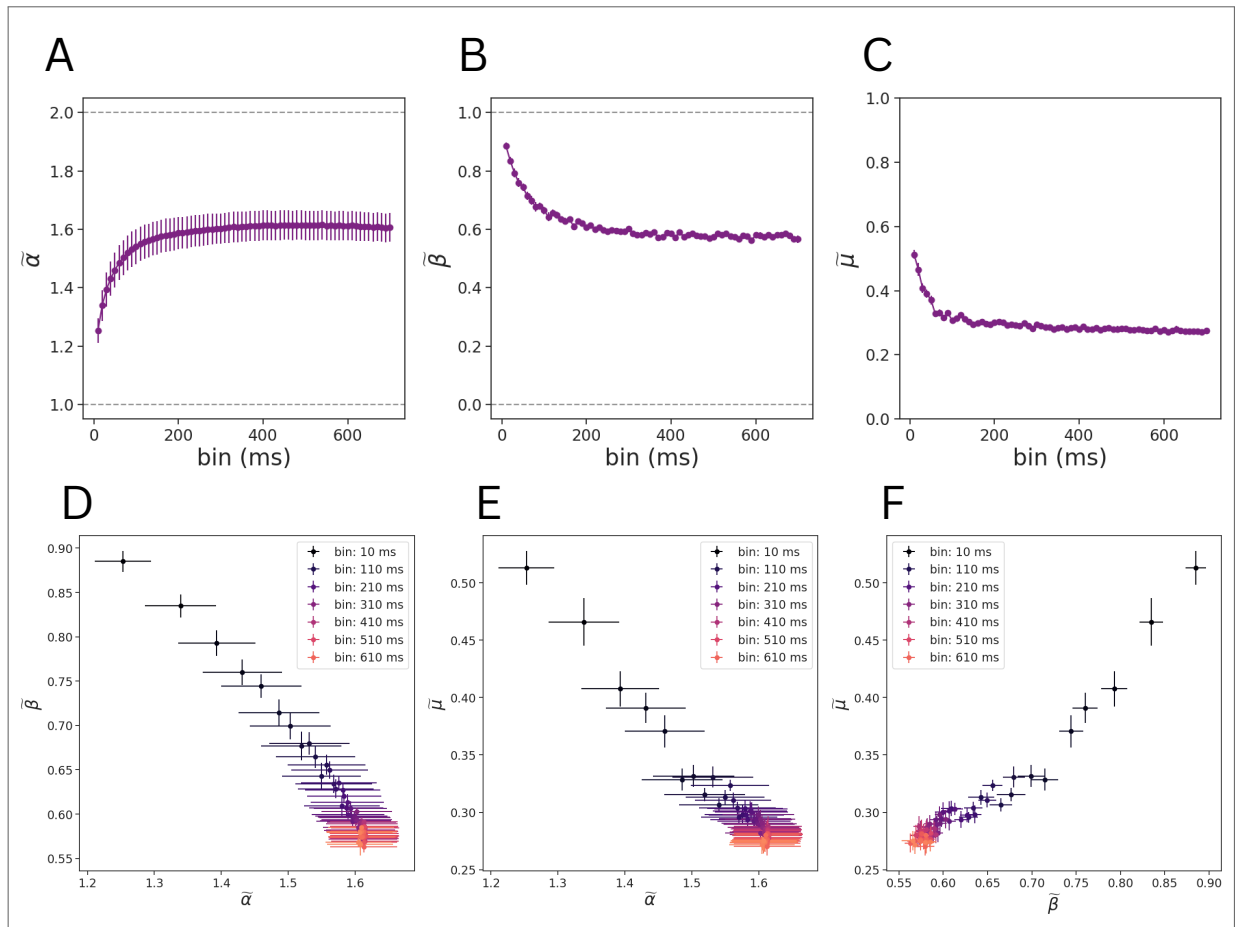 A
B
C
2.0
1.8
1.6
1.4
1.2
1.0
α̃
0
200
400
600
bin (ms)
1.0
0.8
0.6
0.4
0.2
0.0
β̃
0
200
400
600
bin (ms)
1.0
0.8
0.6
0.4
0.2
0.0
μ̃
0
200
400
600
bin (ms)
D
E
F
0.90
0.85
0.80
0.75
0.70
0.65
0.60
0.55
β̃
bin: 10 ms
bin: 110 ms
bin: 210 ms
bin: 310 ms
bin: 410 ms
bin: 510 ms
bin: 610 ms
1.2
1.3
1.4
1.5
1.6
α̃
0.50
0.45
0.40
0.35
0.30
0.25
μ̃
bin: 10 ms
bin: 110 ms
bin: 210 ms
bin: 310 ms
bin: 410 ms
bin: 510 ms
bin: 610 ms
1.2
1.3
1.4
1.5
1.6
α̃
0.50
0.45
0.40
0.35
0.30
0.25
μ̃
bin: 10 ms
bin: 110 ms
bin: 210 ms
bin: 310 ms
bin: 410 ms
bin: 510 ms
bin: 610 ms
0.55
0.60
0.65
0.70
0.75
0.80
0.85
0.90
β̃